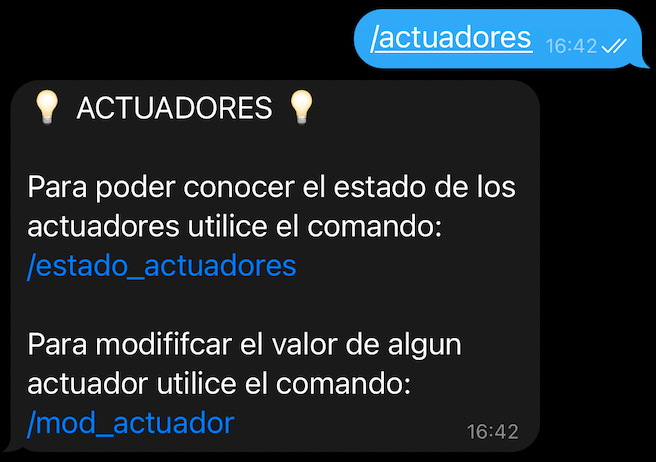 /actuadores 16:42
💡 ACTUADORES 💡
Para poder conocer el estado de los
actuadores utilice el comando:
/estado_actuadores
Para modififcar el valor de algun
actuador utilice el comando:
/mod_actuador 16:42